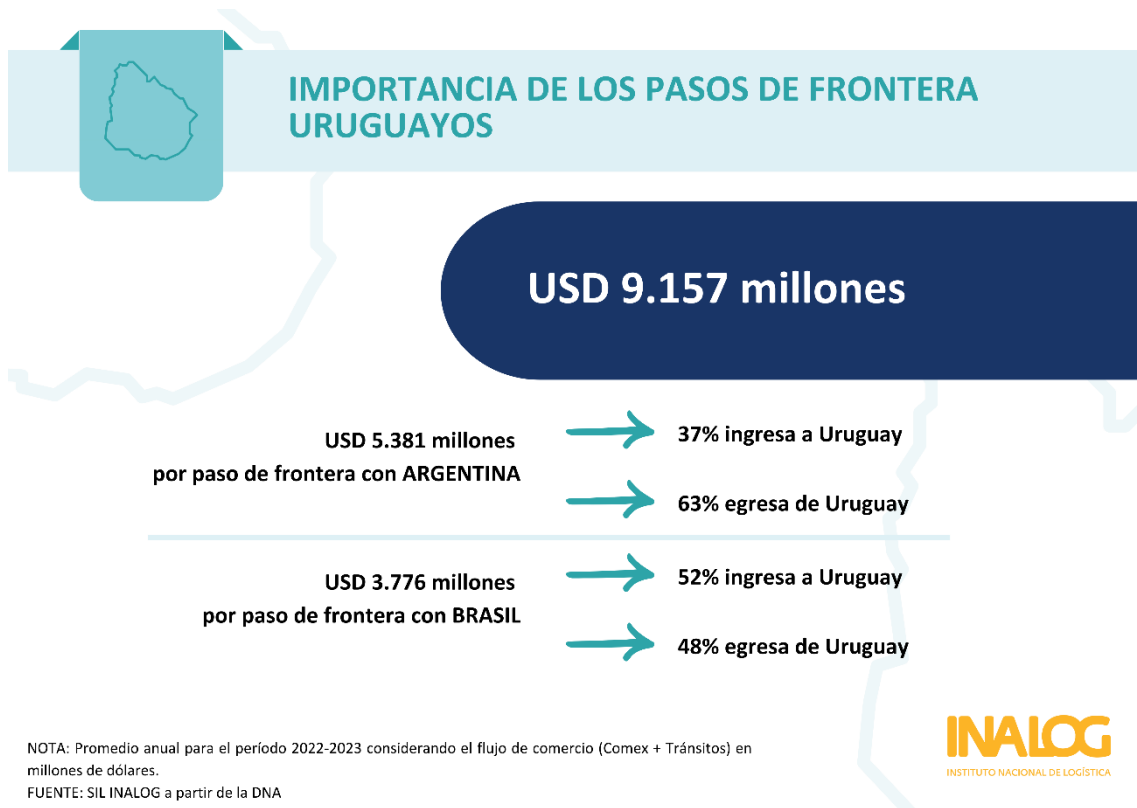 IMPORTANCIA DE LOS PASOS DE FRONTERA
URUGUAYOS
USD 9.157 millones
USD 5.381 millones
por paso de frontera con ARGENTINA
37% ingresa a Uruguay
63% egresa de Uruguay
USD 3.776 millones
por paso de frontera con BRASIL
52% ingresa a Uruguay
48% egresa de Uruguay
NOTA: Promedio anual para el período 2022-2023 considerando el flujo de comercio (Comex + Tránsitos) en
millones de dólares.
FUENTE: SIL INALOG a partir de la DNA
INALOG
INSTITUTO NACIONAL DE LOGÍSTICA